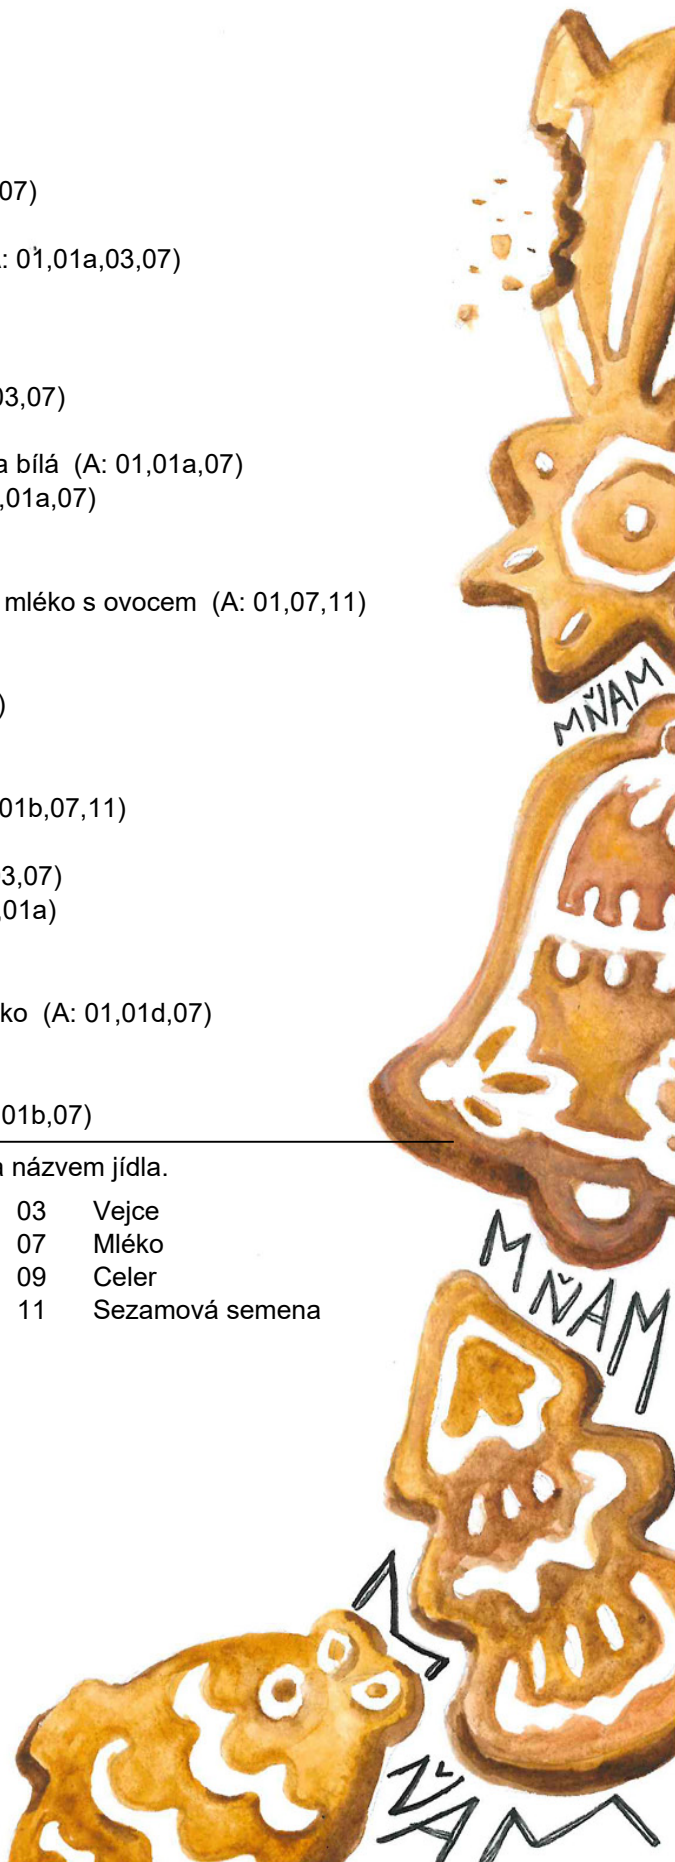 07)
: 01,01a,03,07)
03,07)
a bílá (A: 01,01a,07)
,01a,07)
mléko s ovocem (A: 01,07,11)
)
01b,07,11)
3,07)
,01a)
ko (A: 01,01d,07)
01b,07)
a názvem jídla.
03 Vejce
07 Mléko
09 Celer
11 Sezamová semena
MŇAM
MŇAM
MŇAM